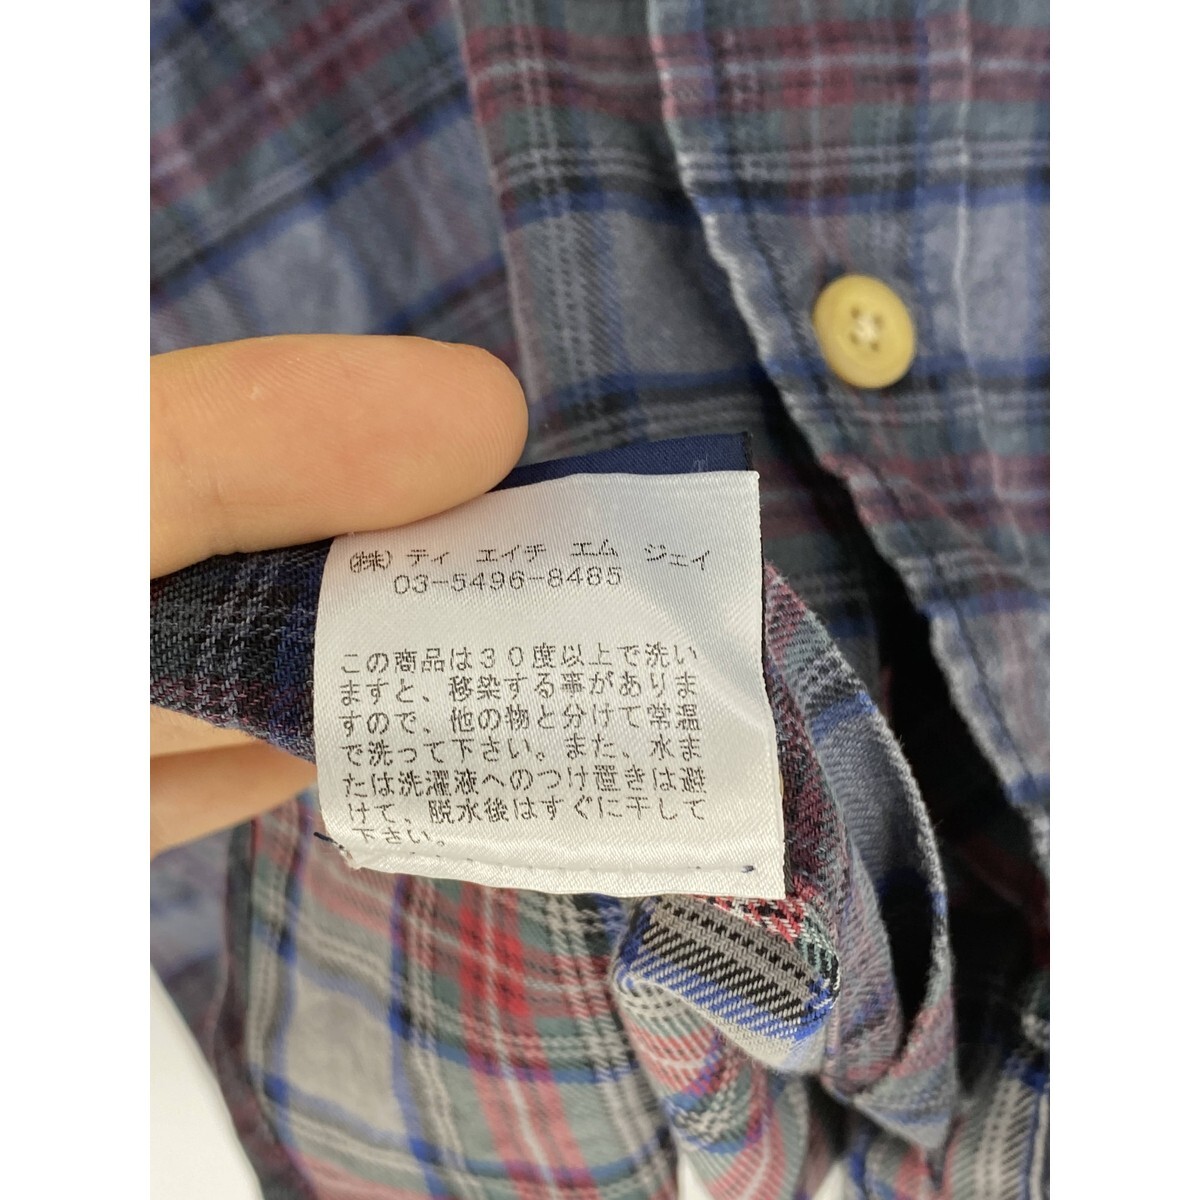 ㈱ ティ エイチ エム ジェイ
03-5496-8485
この商品は30度以上で洗い
ますと、移染する事がありま
すので、他の物と分けて常温
で洗って下さい。また、水ま
たは洗濯液へのつけ置きは避
けて、脱水後はすぐに干して
下さい。